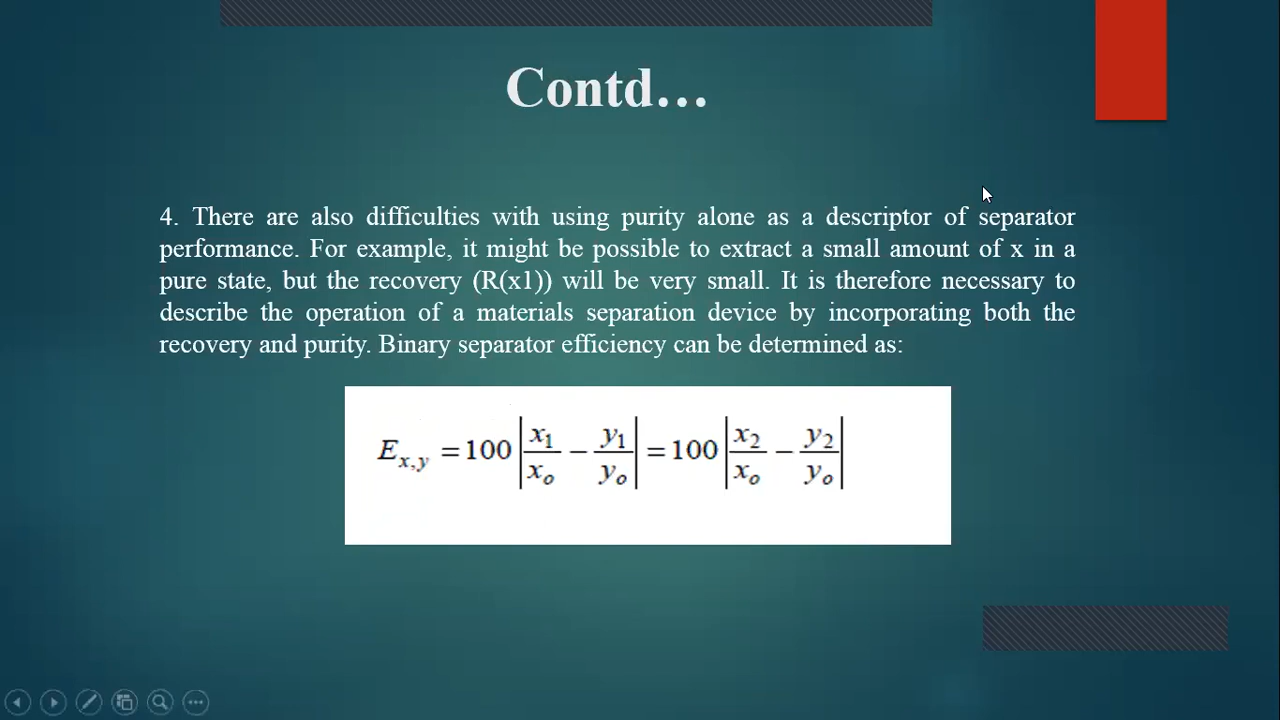 Contd...
4. There are also difficulties with using purity alone as a descriptor of separator
performance. For example, it might be possible to extract a small amount of x in a
pure state, but the recovery (R(x1)) will be very small. It is therefore necessary to
describe the operation of a materials separation device by incorporating both the
recovery and purity. Binary separator efficiency can be determined as:
E_{x,y} = 100 |x_1/x_o − y_1/y_o| = 100 |x_2/x_o − y_2/y_o|